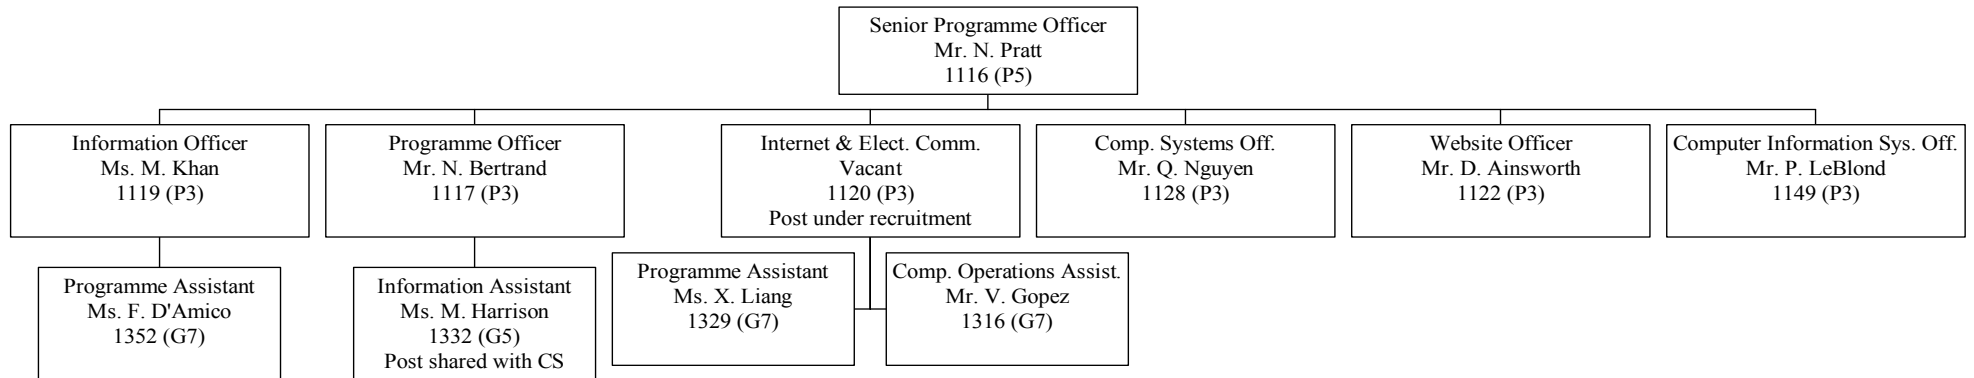 Senior Programme Officer
Mr. N. Pratt
1116 (P5)
Information Officer
Ms. M. Khan
1119 (P3)
Programme Officer
Mr. N. Bertrand
1117 (P3)
Internet & Elect. Comm.
Vacant
1120 (P3)
Post under recruitment
Comp. Systems Off.
Mr. Q. Nguyen
1128 (P3)
Website Officer
Mr. D. Ainsworth
1122 (P3)
Computer Information Sys. Off.
Mr. P. LeBlond
1149 (P3)
Programme Assistant
Ms. F. D'Amico
1352 (G7)
Information Assistant
Ms. M. Harrison
1332 (G5)
Post shared with CS
Programme Assistant
Ms. X. Liang
1329 (G7)
Comp. Operations Assist.
Mr. V. Gopez
1316 (G7)